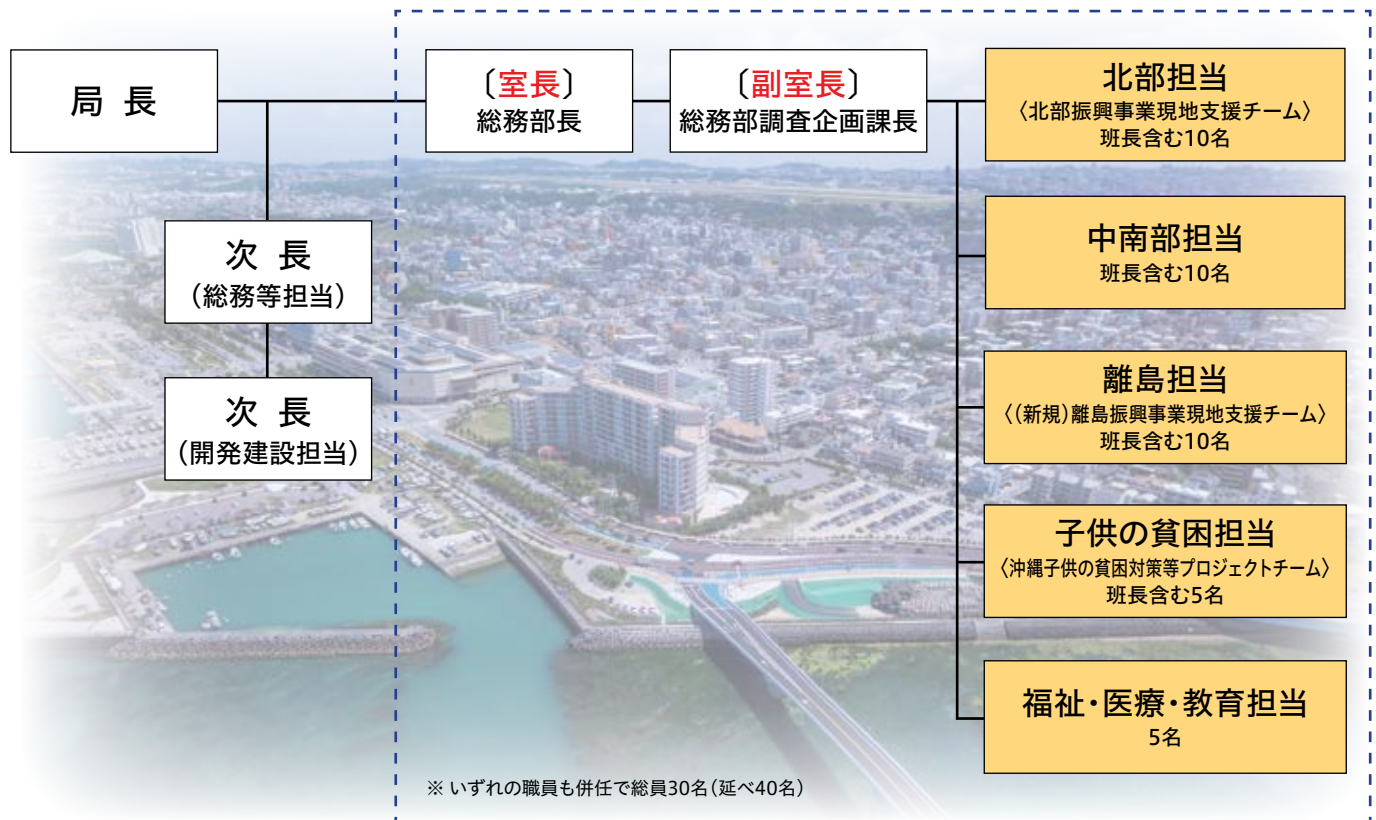 局 長
次 長
（総務等担当）
次 長
（開発建設担当）
〔室長〕
総務部長
〔副室長〕
総務部調査企画課長
北部担当
〈北部振興事業現地支援チーム〉
班長含む10名
中南部担当
班長含む10名
離島担当
〈（新規）離島振興事業現地支援チーム〉
班長含む10名
子供の貧困担当
〈沖縄子供の貧困対策等プロジェクトチーム〉
班長含む5名
福祉・医療・教育担当
5名
※ いずれの職員も併任で総員30名（延べ40名）